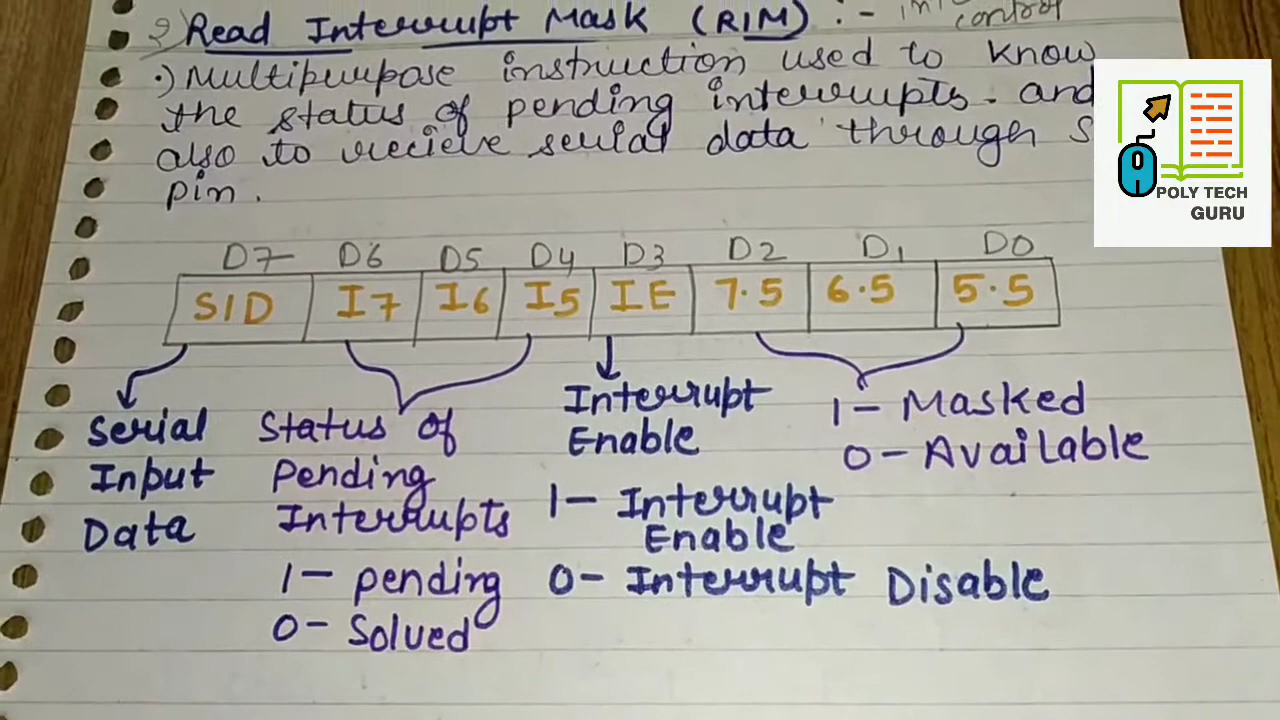 2) Read Interrupt Mask (RIM) :-
control
.) Multipurpose instruction used to know
the status of pending interrupts. and
also to recieve serial data through S
pin.
POLY TECH
GURU
D7 D6 D5 D4 D3 D2 D1 D0
SID I7 I6 I5 IE 7.5 6.5 5.5
Serial
Input
Data
Status of
Pending
Interrupts
1- pending
0- Solved
Interrupt
Enable
1- Interrupt
Enable
0- Interrupt Disable
1- Masked
0- Available